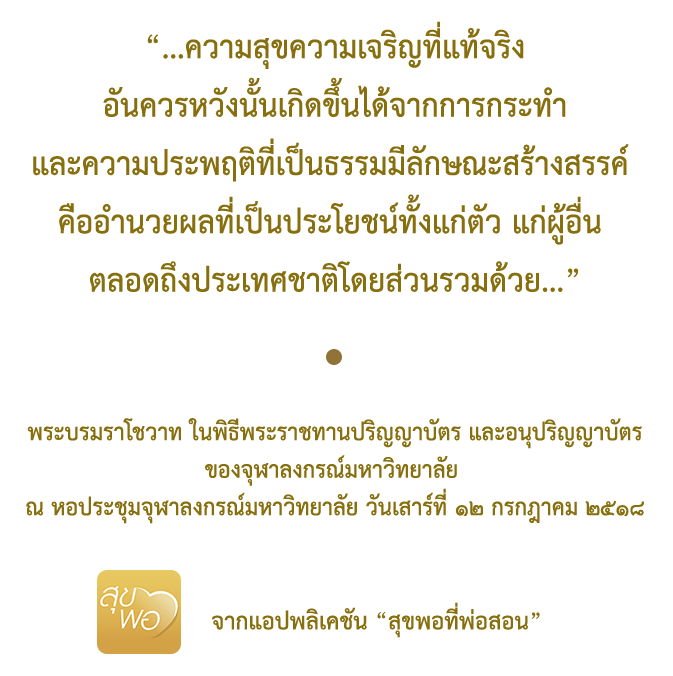 “...ความสุขความเจริญที่แท้จริง
อันควรหวังนั้นเกิดขึ้นได้จากการกระทำ
และความประพฤติที่เป็นธรรมมีลักษณะสร้างสรรค์
คืออำนวยผลที่เป็นประโยชน์ทั้งแก่ตัว แก่ผู้อื่น
ตลอดถึงประเทศชาติโดยส่วนรวมด้วย...”
พระบรมราโชวาท ในพิธีพระราชทานปริญญาบัตร และอนุปริญญาบัตร
ของจุฬาลงกรณ์มหาวิทยาลัย
ณ หอประชุมจุฬาลงกรณ์มหาวิทยาลัย วันเสาร์ที่ ๑๒ กรกฎาคม ๒๕๑๘
สุข
พอ
จากแอปพลิเคชัน “สุขพอที่พ่อสอน”